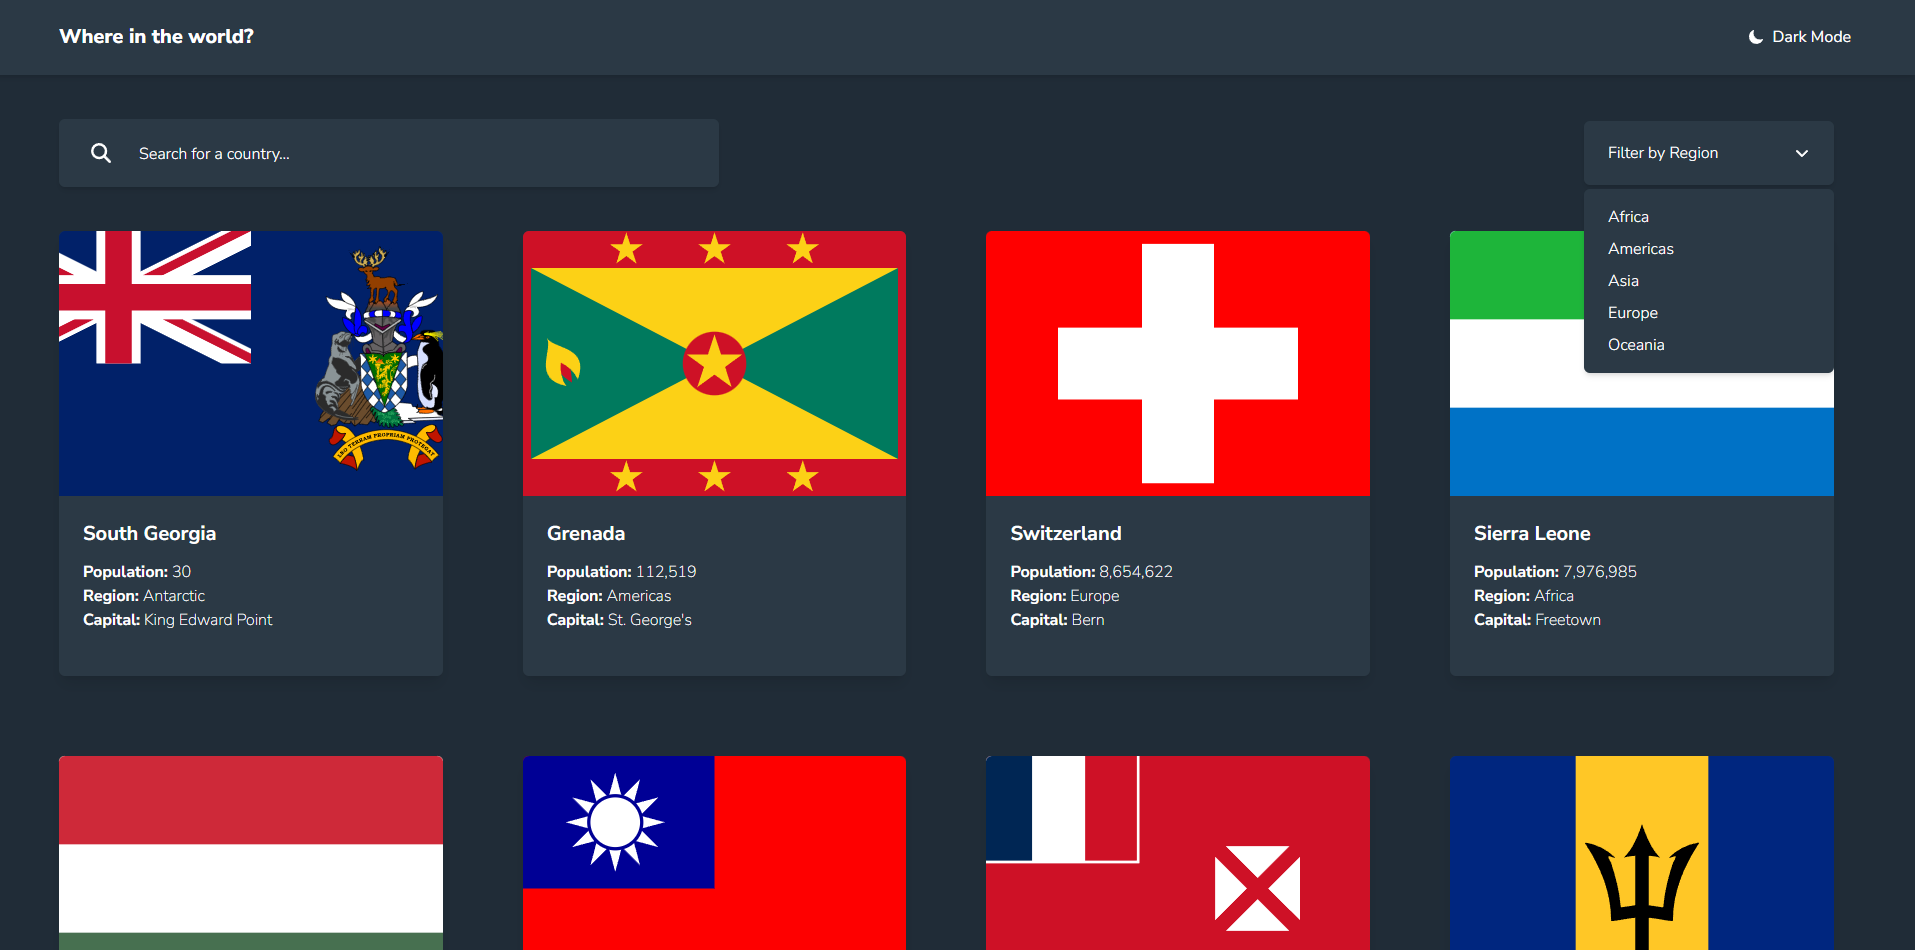 Where in the world?
Dark Mode
Search for a country...
Filter by Region
Africa
Americas
Asia
Europe
Oceania
LEO TERRAM PROPRIAM PROTEGAT
South Georgia
Population: 30
Region: Antarctic
Capital: King Edward Point
Grenada
Population: 112,519
Region: Americas
Capital: St. George's
Switzerland
Population: 8,654,622
Region: Europe
Capital: Bern
Sierra Leone
Population: 7,976,985
Region: Africa
Capital: Freetown